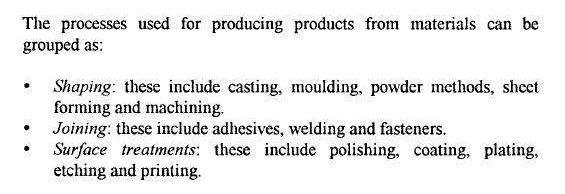 The processes used for producing products from materials can be
grouped as:
• Shaping: these include casting, moulding, powder methods, sheet
forming and machining.
• Joining: these include adhesives, welding and fasteners.
• Surface treatments: these include polishing, coating, plating,
etching and printing.